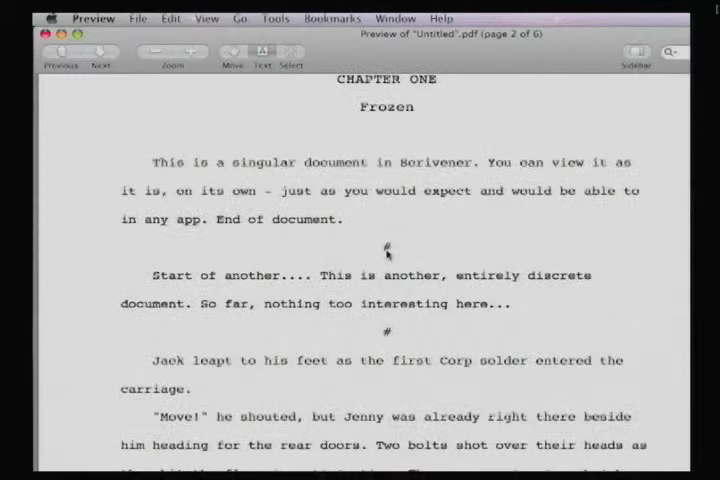 Preview File Edit View Go Tools Bookmarks Window Help
Preview of "Untitled".pdf (page 2 of 6)
Previous Next Zoom Move Text Select Sidebar
CHAPTER ONE
Frozen
This is a singular document in Scrivener. You can view it as
it is, on its own - just as you would expect and would be able to
in any app. End of document.
#
Start of another.... This is another, entirely discrete
document. So far, nothing too interesting here...
#
Jack leapt to his feet as the first Corp solder entered the
carriage.
"Move!" he shouted, but Jenny was already right there beside
him heading for the rear doors. Two bolts shot over their heads as